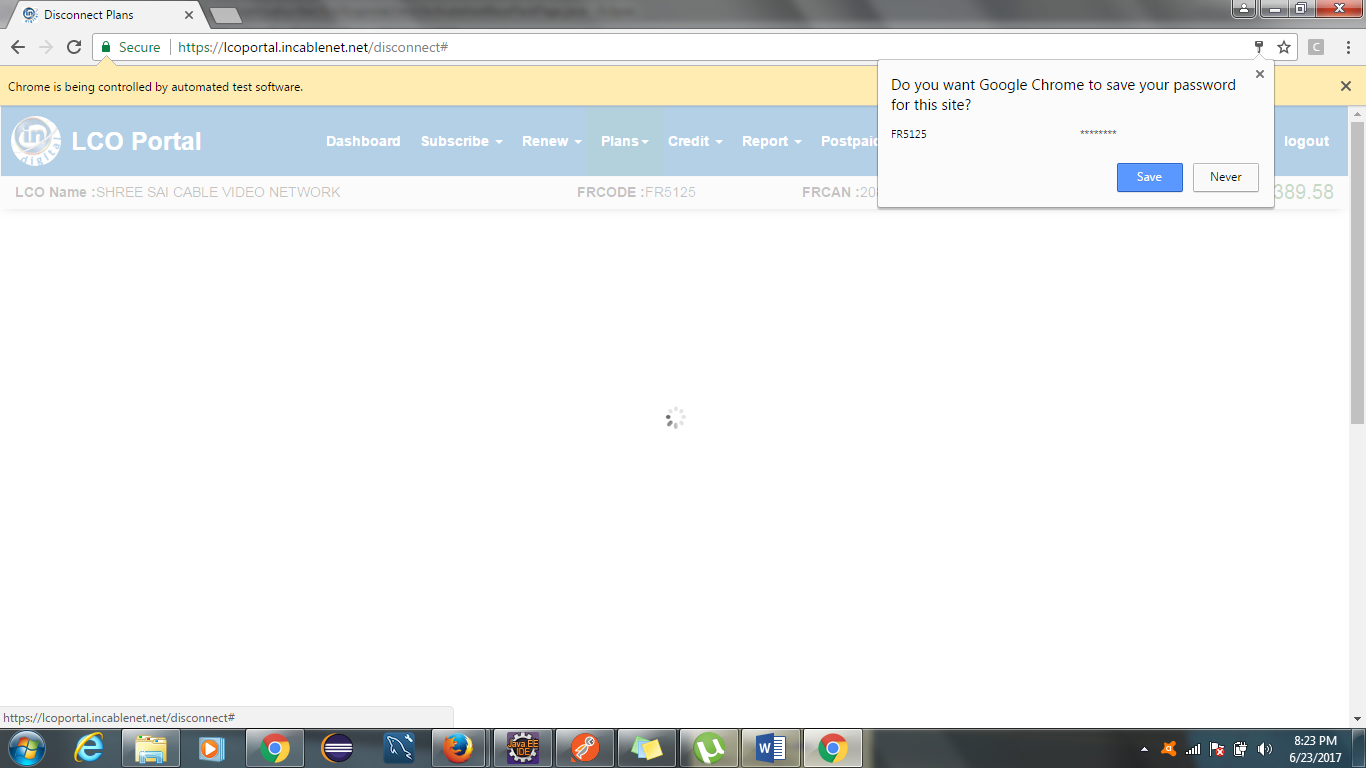 Disconnect Plans
Secure https://lcoportal.incablenet.net/disconnect#
C
Chrome is being controlled by automated test software.
Do you want Google Chrome to save your password
for this site?
FR5125 ********
Save Never
in
digital
LCO Portal Dashboard Subscribe Renew Plans Credit Report Postpaid logout
LCO Name :SHREE SAI CABLE VIDEO NETWORK FRCODE :FR5125 FRCAN :20 389.58
https://lcoportal.incablenet.net/disconnect#
Java EE
IDE
W
8:23 PM
6/23/2017